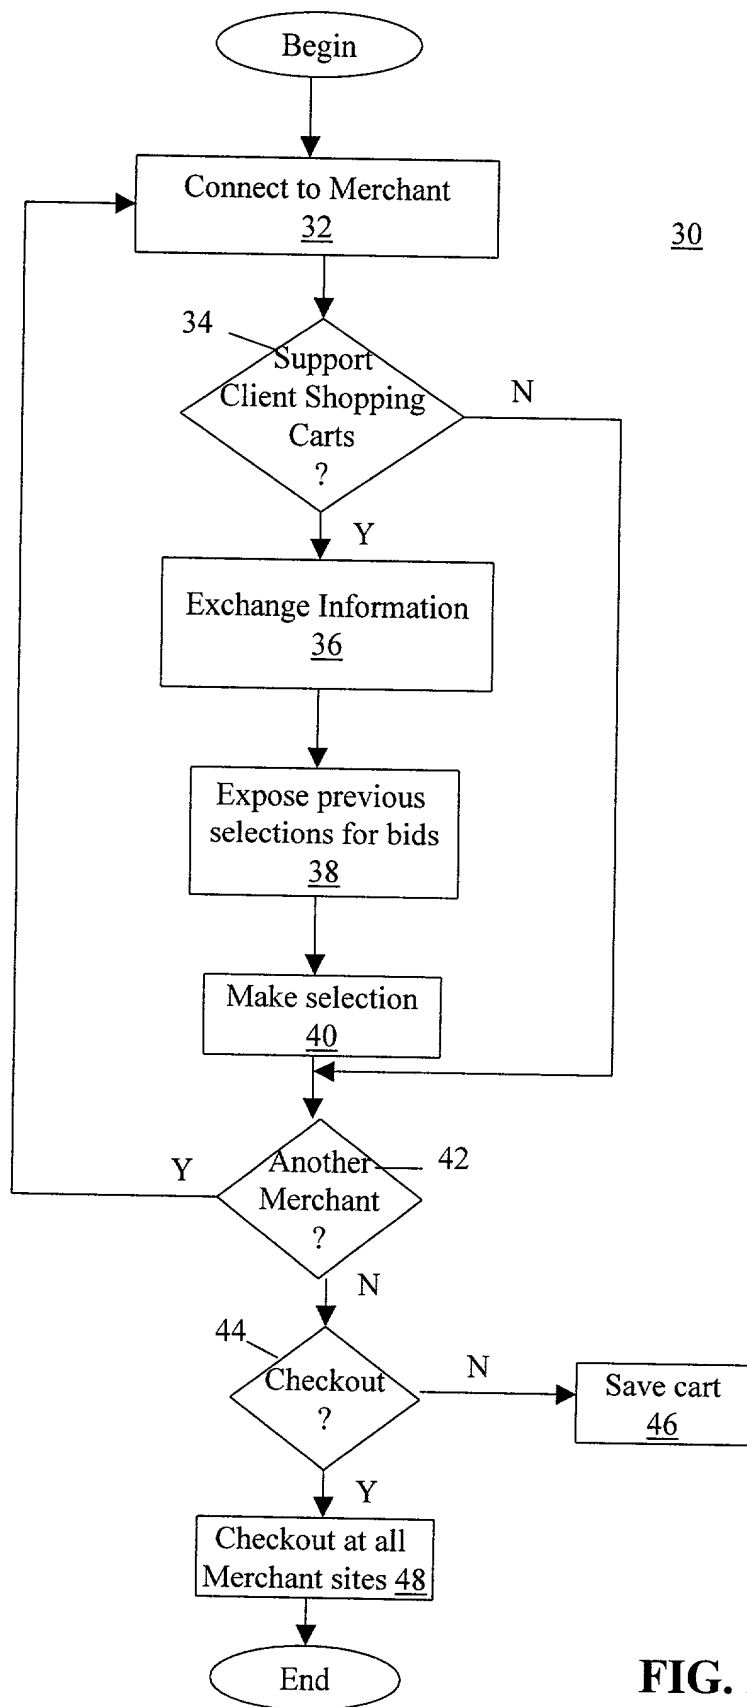 Begin
Connect to Merchant
32
30
34
Support
Client Shopping
Carts
?
N
Y
Exchange Information
36
Expose previous
selections for bids
38
Make selection
40
Another
Merchant
?
42
Y
N
44
Checkout
?
N
Save cart
46
Y
Checkout at all
Merchant sites 48
End
FIG.